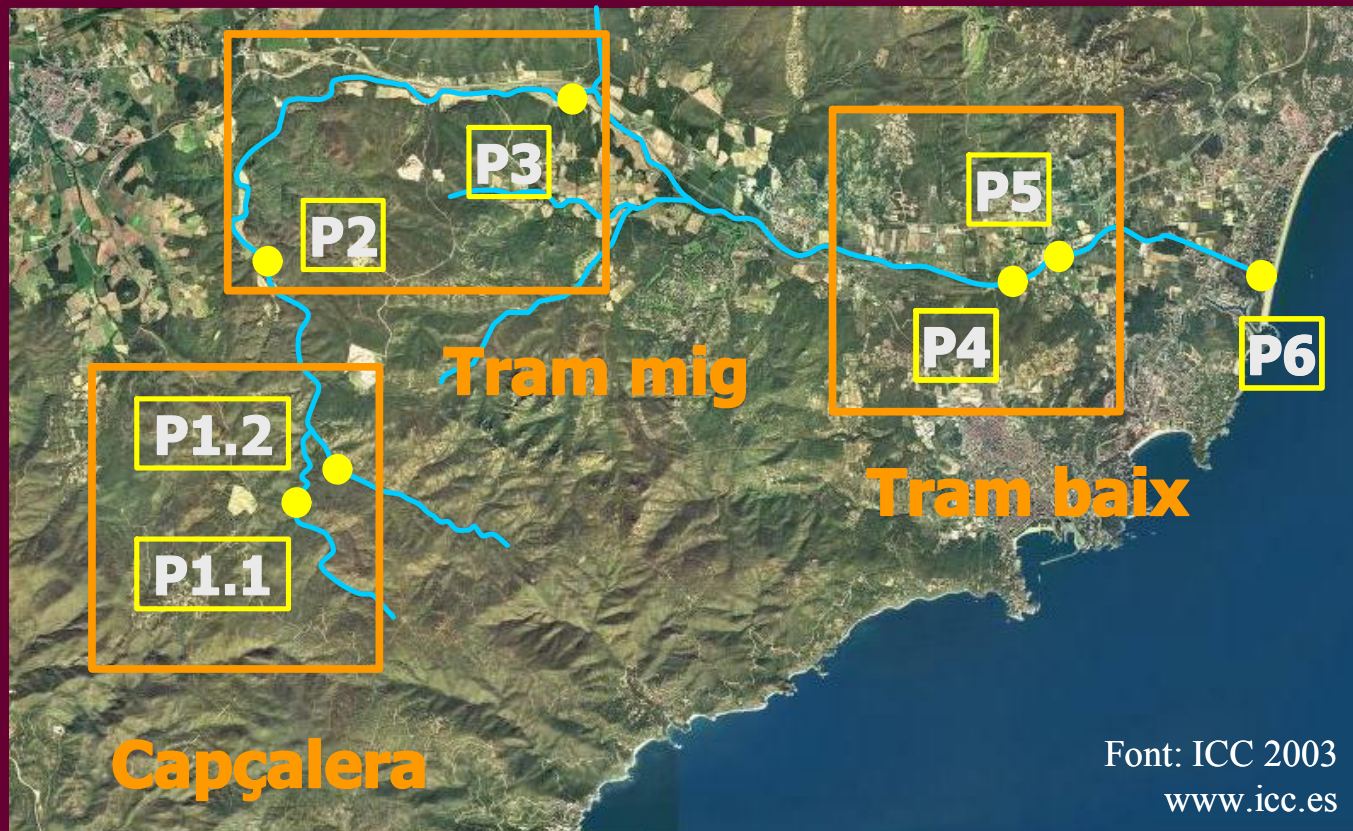 P3
P5
P2
P4
P6
Tram mig
P1.2
Tram baix
P1.1
Capçalera
Font: ICC 2003
www.icc.es